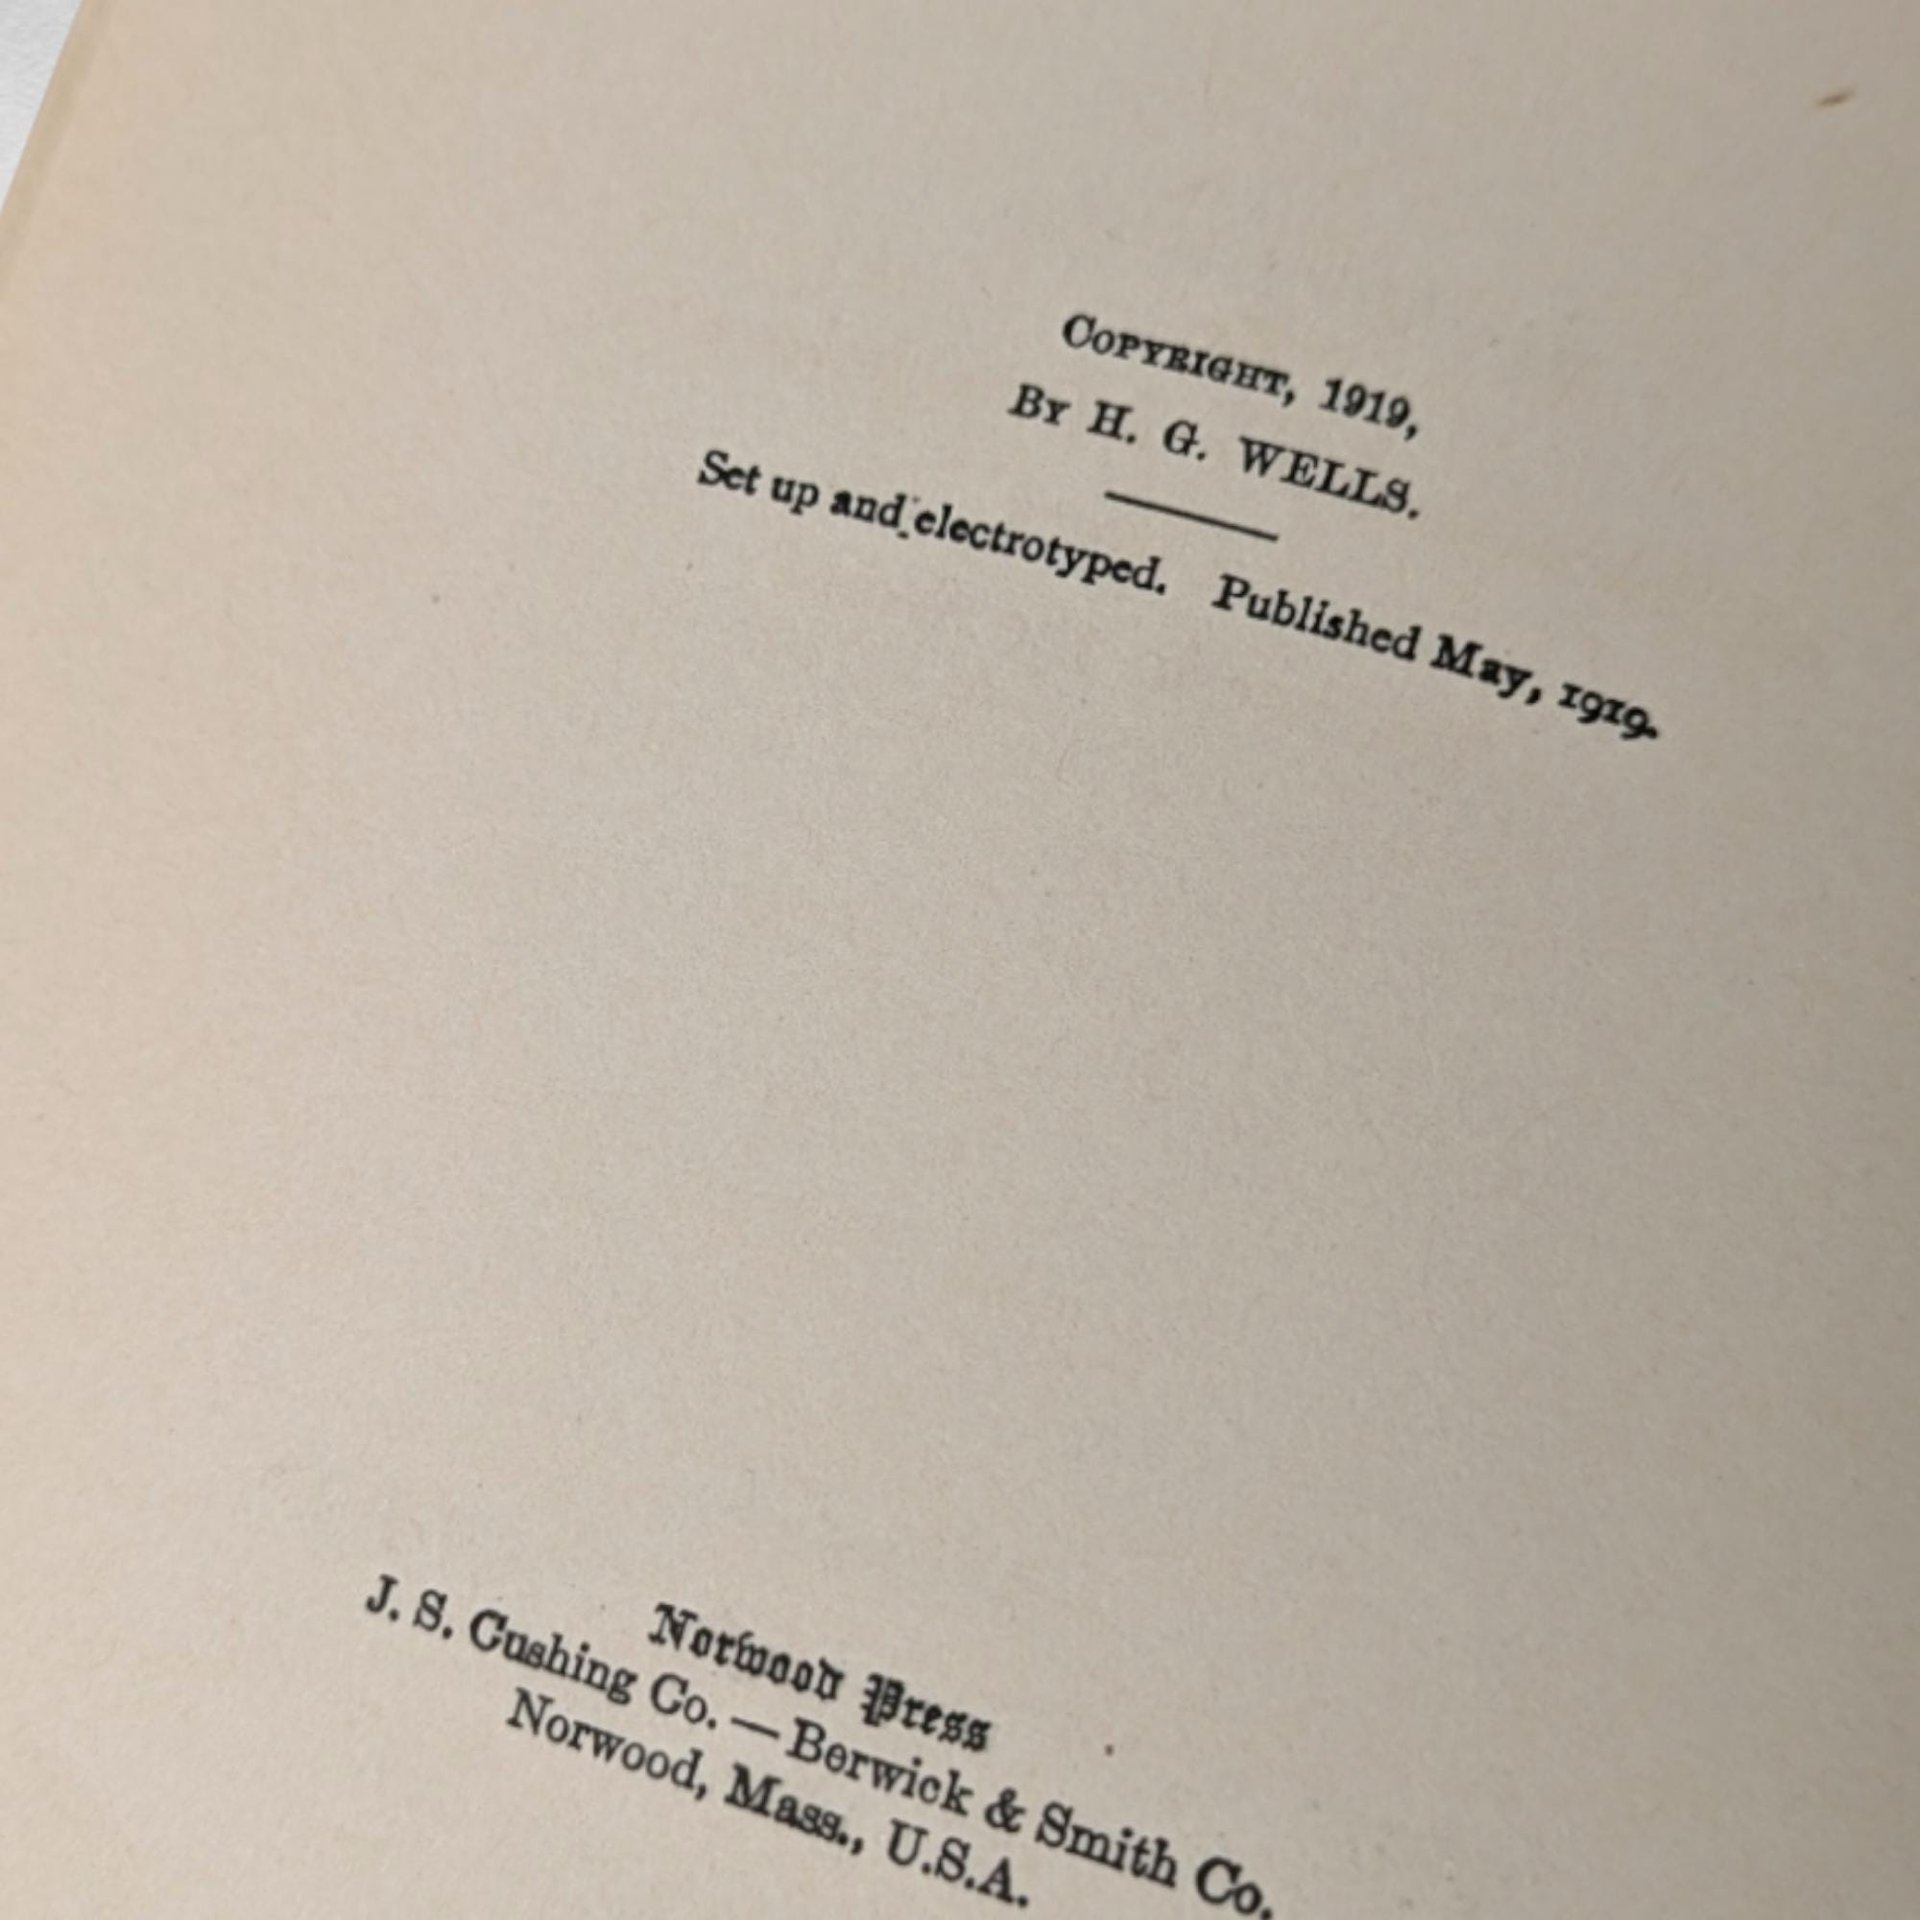 COPYRIGHT, 1919,
BY H. G. WELLS.
Set up and electrotyped. Published May, 1919.
Norwood Press
J. S. Cushing Co. — Berwick & Smith Co.
Norwood, Mass., U.S.A.